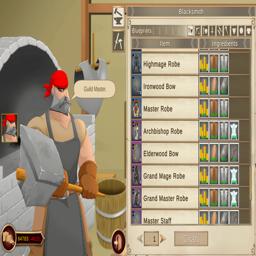 Blacksmith
Blueprints
Item Ingredients
Highmage Robe
Ironwood Bow
Guild Master.
Master Robe
Archbishop Robe
Elderwood Bow
Grand Mage Robe
Grand Master Robe
Master Staff
1